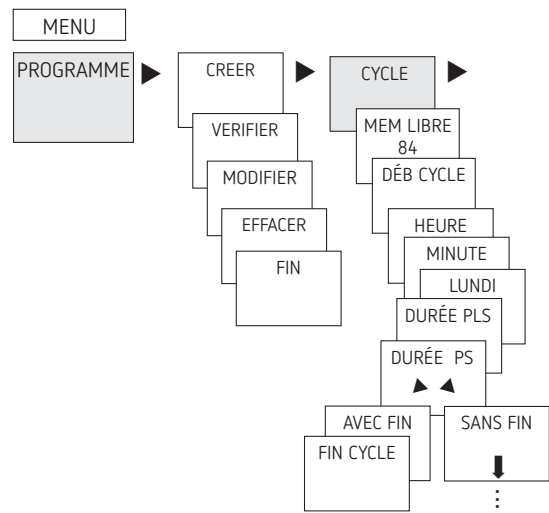 MENU
PROGRAMME
CREER
VERIFIER
MODIFIER
EFFACER
FIN
CYCLE
MEM LIBRE
84
DÉB CYCLE
HEURE
MINUTE
LUNDI
DURÉE PLS
DURÉE PS
AVEC FIN
FIN CYCLE
SANS FIN